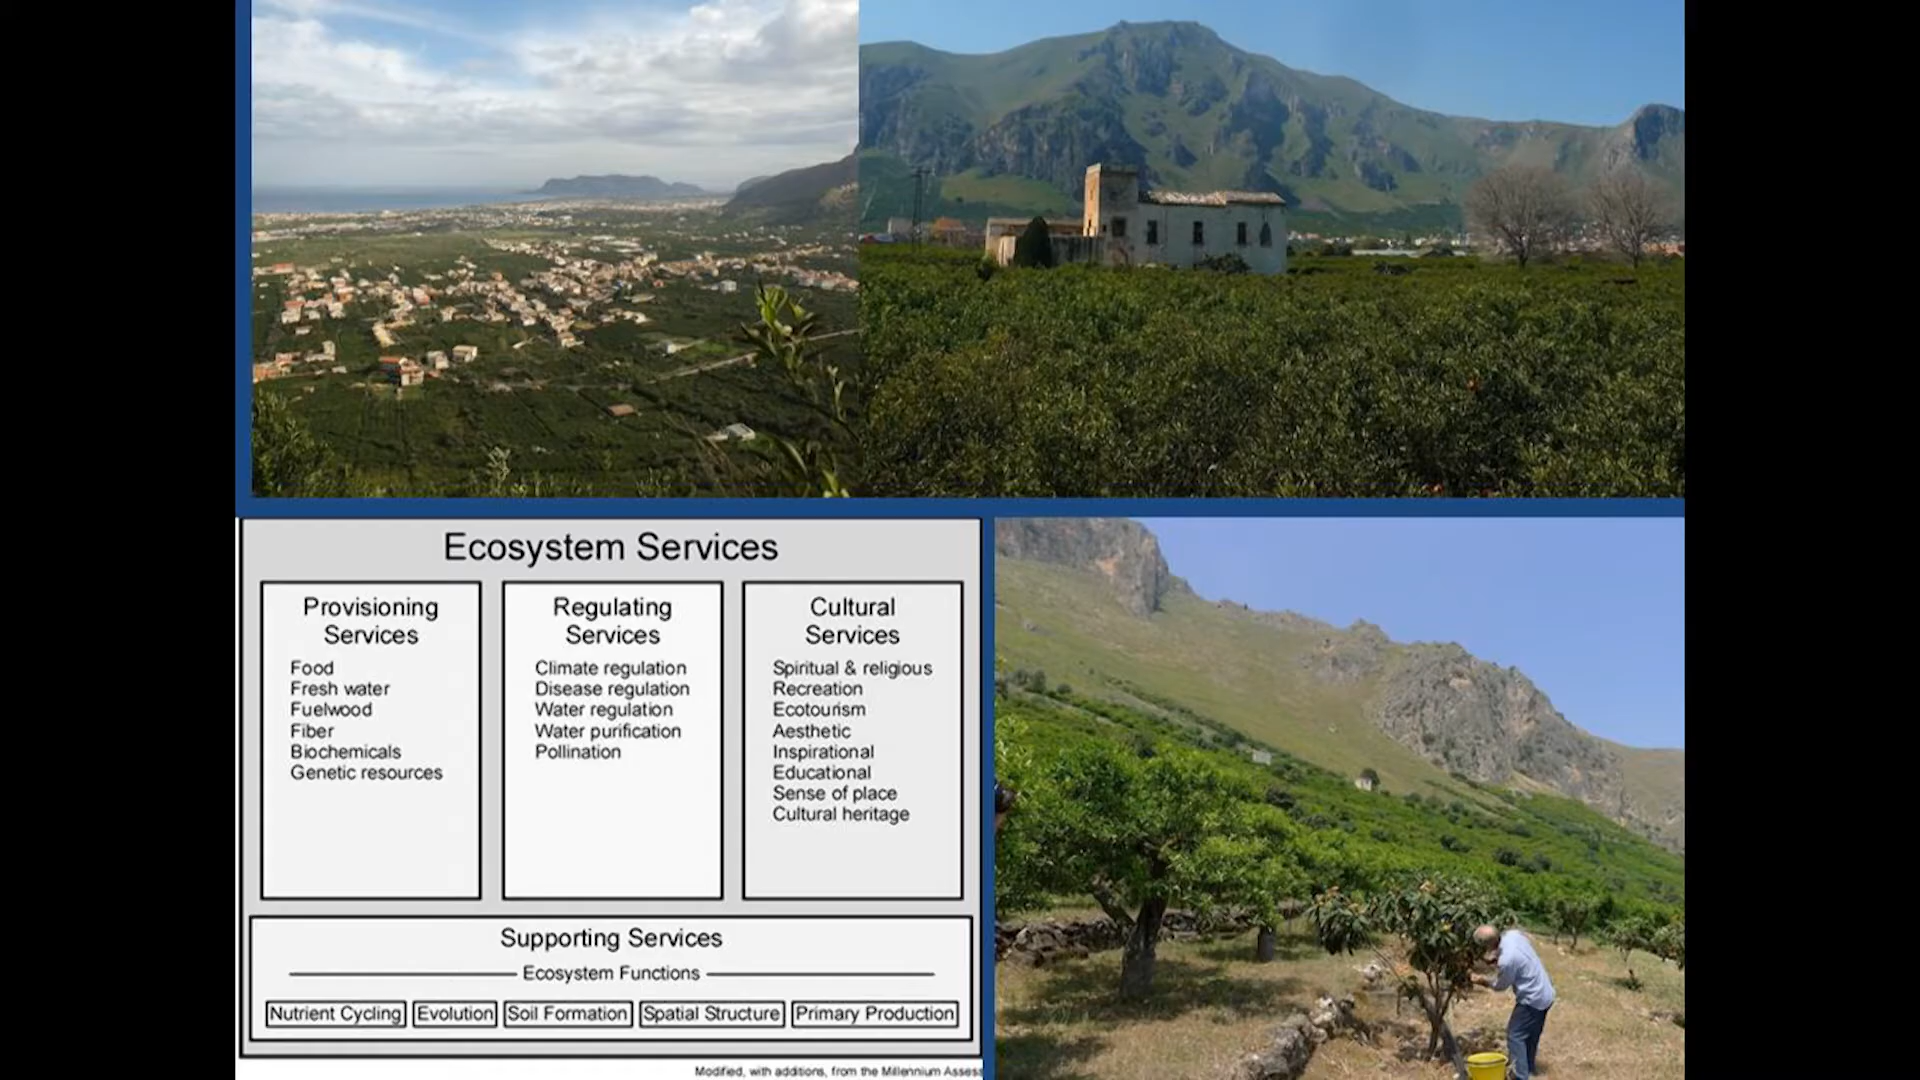 Ecosystem Services
Provisioning
Services
Food
Fresh water
Fuelwood
Fiber
Biochemicals
Genetic resources
Regulating
Services
Climate regulation
Disease regulation
Water regulation
Water purification
Pollination
Cultural
Services
Spiritual & religious
Recreation
Ecotourism
Aesthetic
Inspirational
Educational
Sense of place
Cultural heritage
Supporting Services
Ecosystem Functions
Nutrient Cycling
Evolution
Soil Formation
Spatial Structure
Primary Production
Modified, with additions, from the Millennium Assess